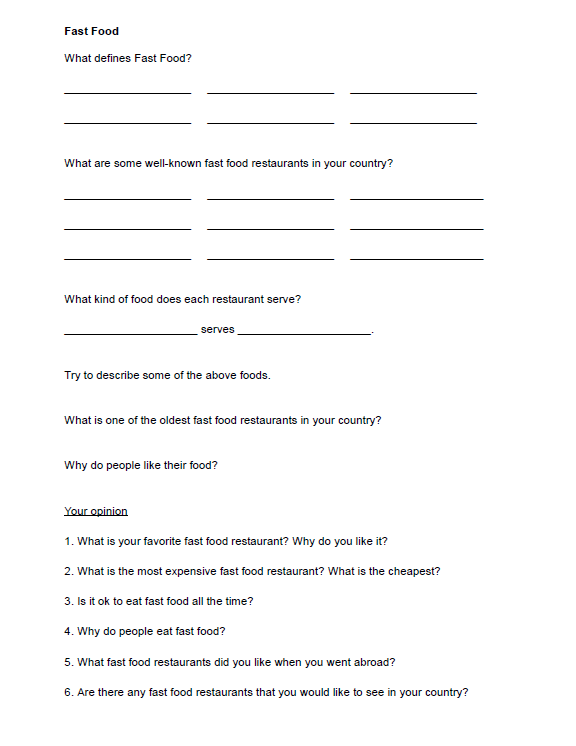 Fast Food
What defines Fast Food?
___________________ ___________________ ___________________
___________________ ___________________ ___________________
What are some well-known fast food restaurants in your country?
___________________ ___________________ ____________________
___________________ ___________________ ____________________
___________________ ___________________ ____________________
What kind of food does each restaurant serve?
____________________ serves ____________________.
Try to describe some of the above foods.
What is one of the oldest fast food restaurants in your country?
Why do people like their food?
Your opinion
1. What is your favorite fast food restaurant? Why do you like it?
2. What is the most expensive fast food restaurant? What is the cheapest?
3. Is it ok to eat fast food all the time?
4. Why do people eat fast food?
5. What fast food restaurants did you like when you went abroad?
6. Are there any fast food restaurants that you would like to see in your country?